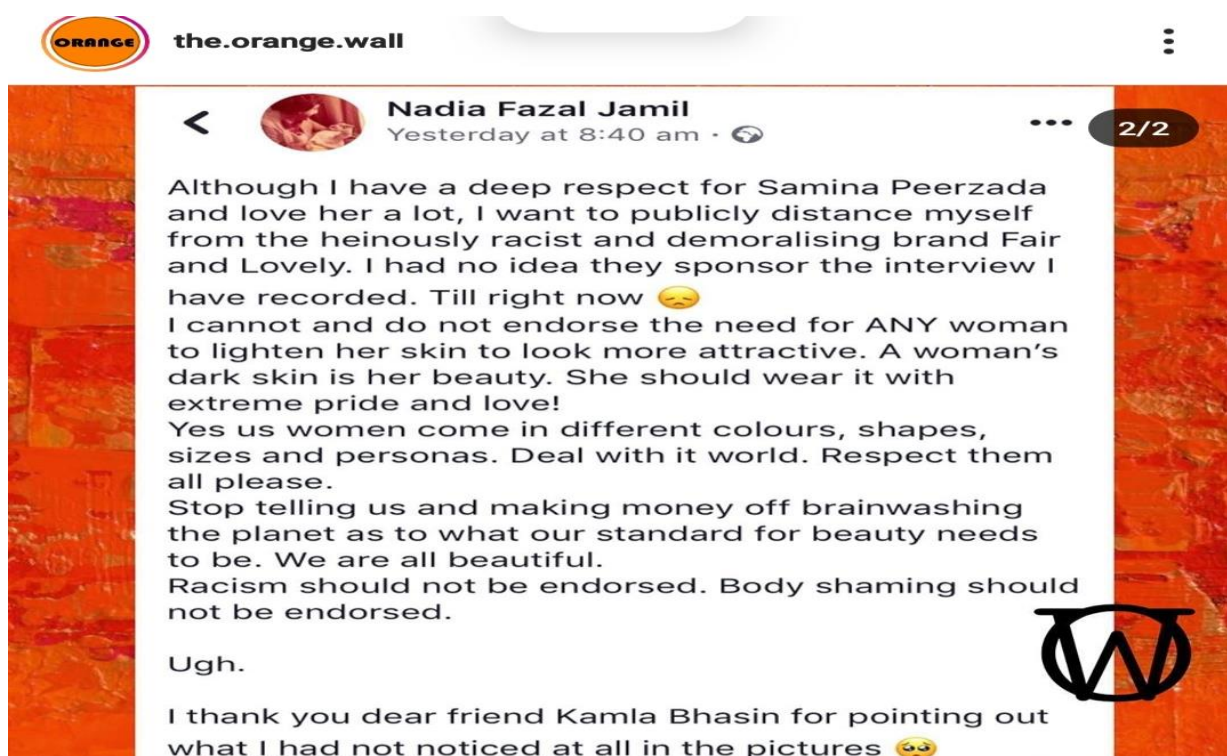 ORANGE
the.orange.wall
Nadia Fazal Jamil
Yesterday at 8:40 am ·
2/2
Although I have a deep respect for Samina Peerzada
and love her a lot, I want to publicly distance myself
from the heinously racist and demoralising brand Fair
and Lovely. I had no idea they sponsor the interview I
have recorded. Till right now 😞
I cannot and do not endorse the need for ANY woman
to lighten her skin to look more attractive. A woman’s
dark skin is her beauty. She should wear it with
extreme pride and love!
Yes us women come in different colours, shapes,
sizes and personas. Deal with it world. Respect them
all please.
Stop telling us and making money off brainwashing
the planet as to what our standard for beauty needs
to be. We are all beautiful.
Racism should not be endorsed. Body shaming should
not be endorsed.
Ugh.
I thank you dear friend Kamla Bhasin for pointing out
what I had not noticed at all in the pictures 🥺